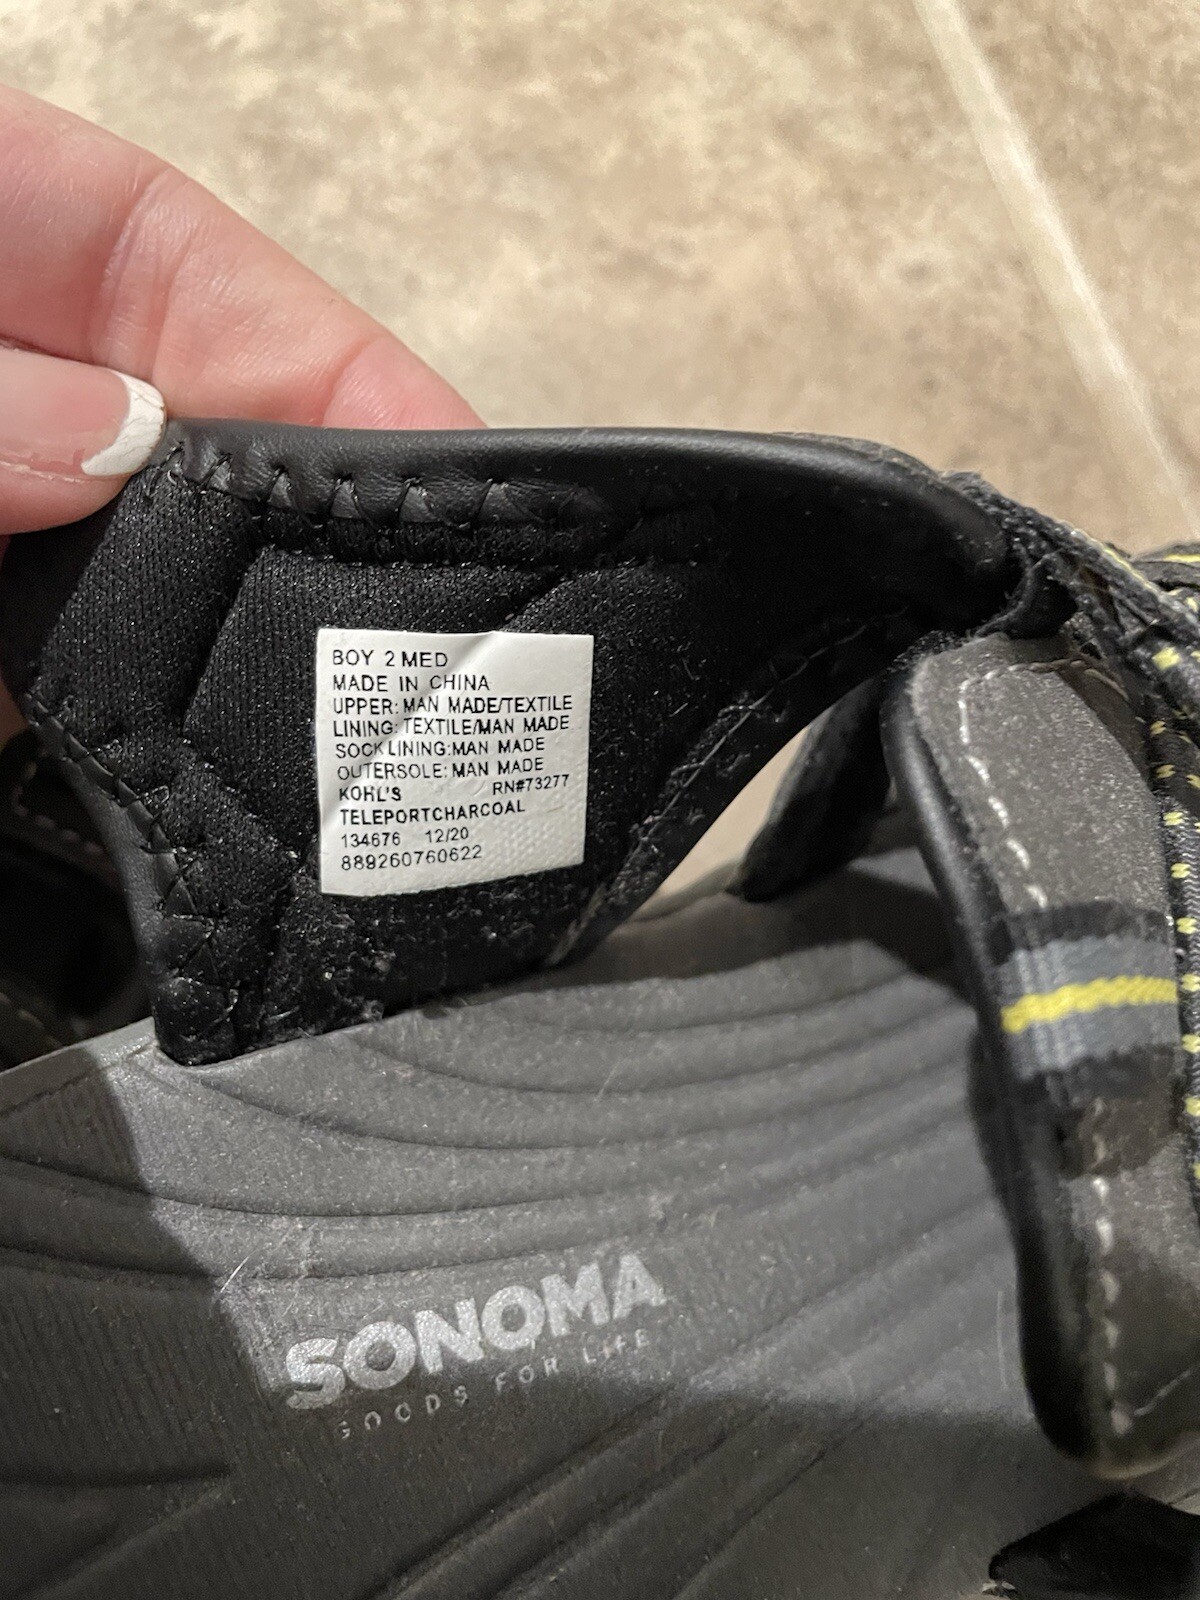 BOY 2 MED
MADE IN CHINA
UPPER: MAN MADE/TEXTILE
LINING: TEXTILE/MAN MADE
SOCK LINING:MAN MADE
OUTERSOLE: MAN MADE
KOHL'S RN#73277
TELEPORTCHARCOAL
134676 12/20
889260760622
SONOMA
GOODS FOR LIFE